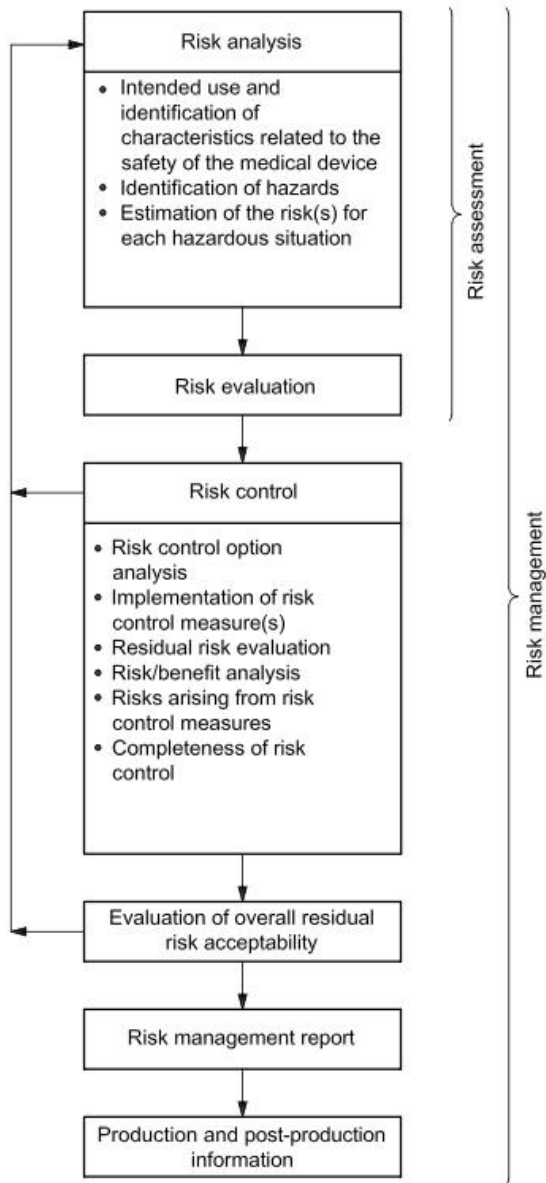 Risk analysis
• Intended use and
identification of
characteristics related to the
safety of the medical device
• Identification of hazards
• Estimation of the risk(s) for
each hazardous situation
Risk evaluation
Risk assessment
Risk control
• Risk control option
analysis
• Implementation of risk
control measure(s)
• Residual risk evaluation
• Risk/benefit analysis
• Risks arising from risk
control measures
• Completeness of risk
control
Evaluation of overall residual
risk acceptability
Risk management report
Production and post-production
information
Risk management